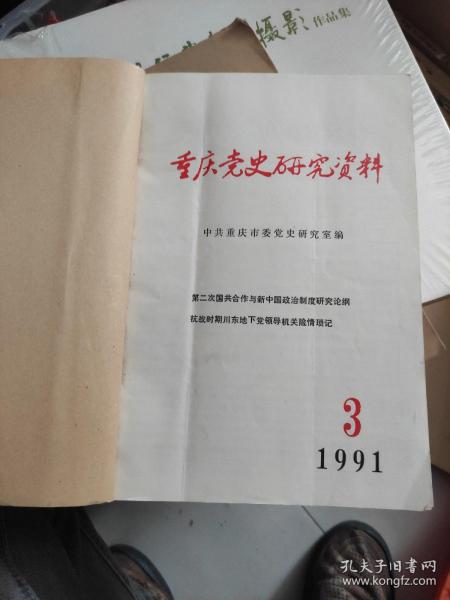 摄影作品集
重庆党史研究资料
中共重庆市委党史研究室编
第二次国共合作与新中国政治制度研究论纲
抗战时期川东地下党领导机关险情琐记
3
1991
孔夫子旧书网
www.kongfz.com